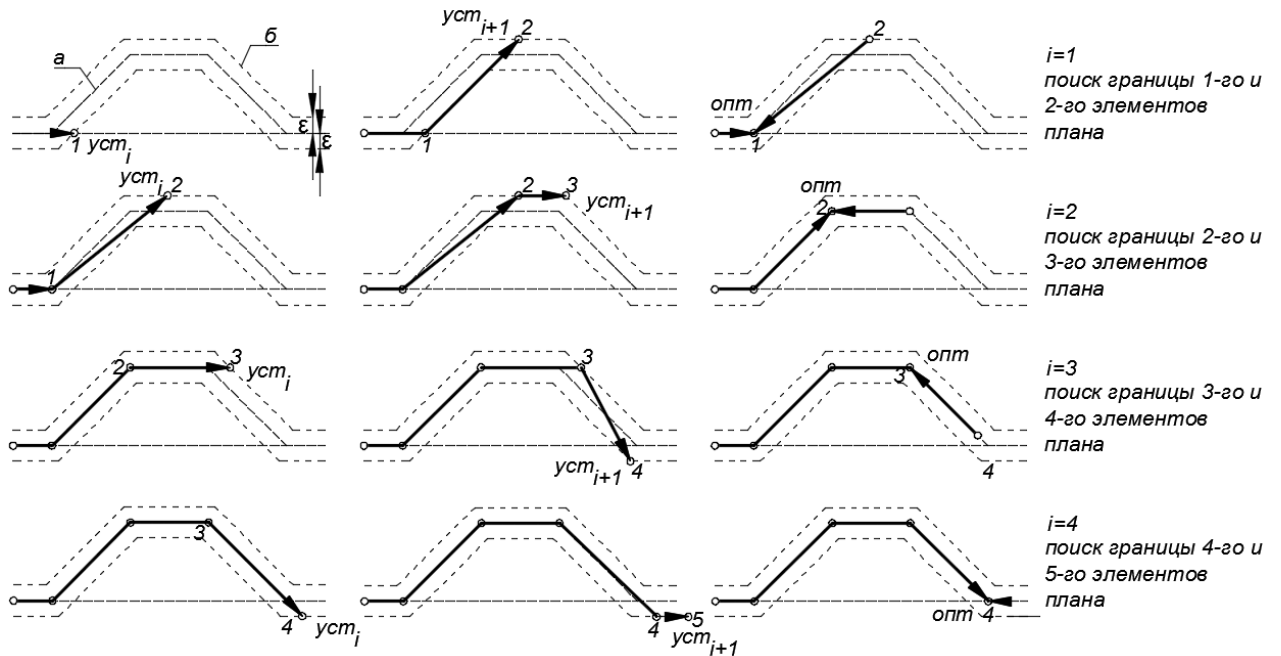 а
б
ε
ε
1 уст i
уст i+1 2
1
2
опт
1
i=1
поиск границы 1-го и
2-го элементов
плана
уст i 2
1
2 3
уст i+1
опт
2
i=2
поиск границы 2-го и
3-го элементов
плана
2
3
уст i
3
уст i+1 4
опт
3
4
i=3
поиск границы 3-го и
4-го элементов
плана
3
4 уст i
4 5
уст i+1
опт 4
i=4
поиск границы 4-го и
5-го элементов
плана